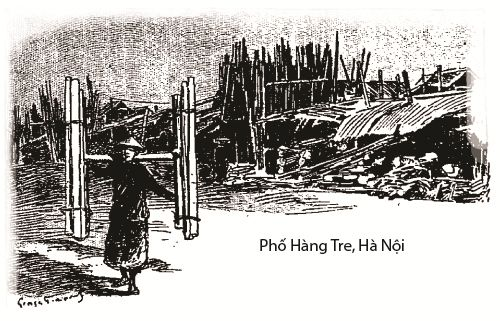 Phố Hàng Tre, Hà Nội